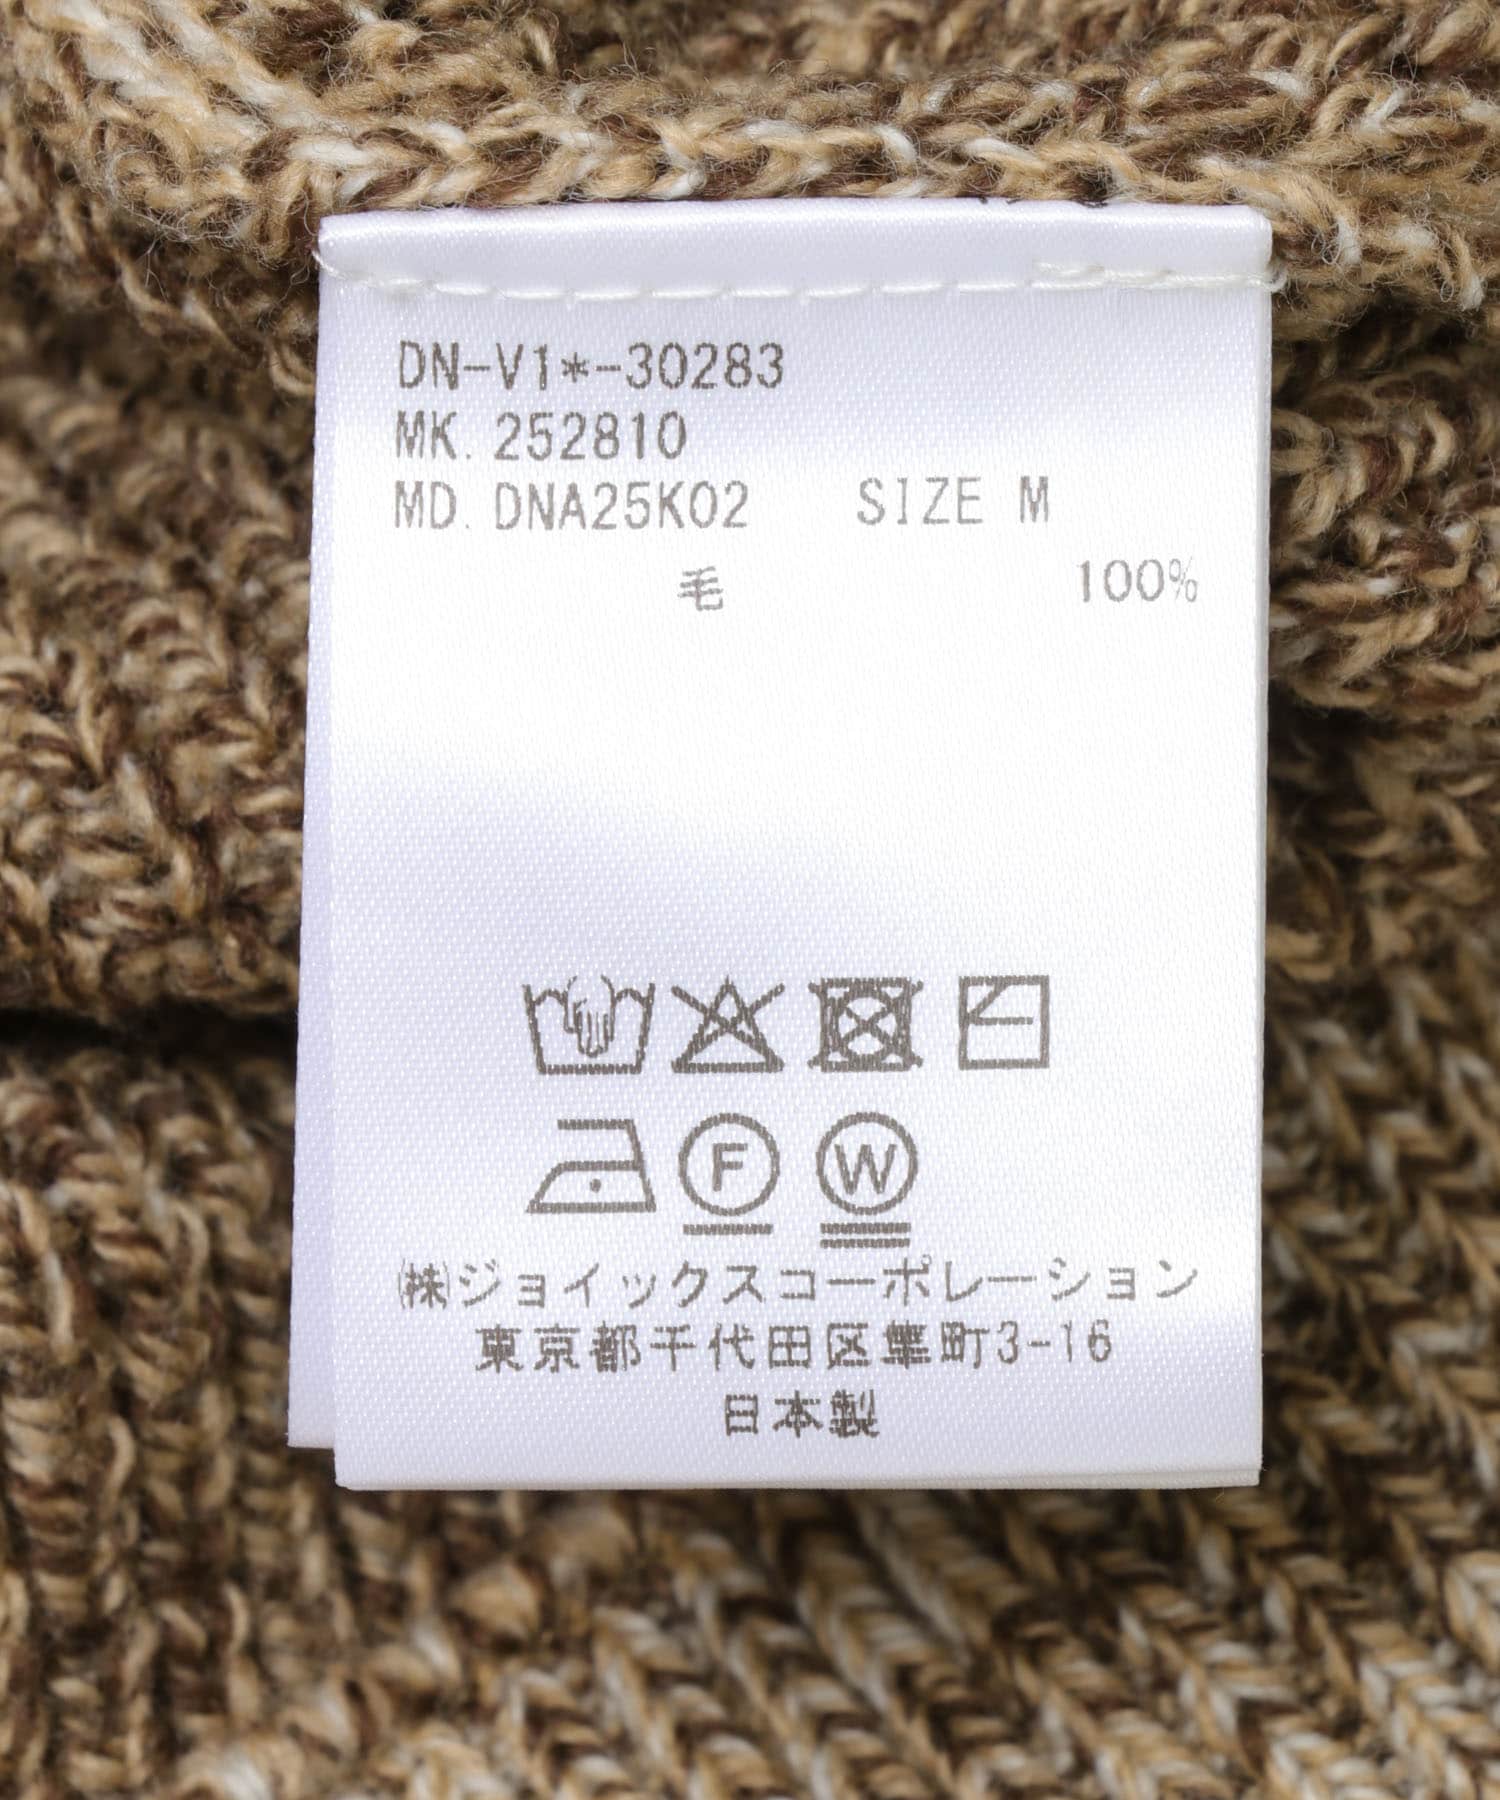 DN-V1*-30283
MK. 252810
MD. DNA25K02 SIZE M
毛 100%
F W
㈱ジョイックスコーポレーション
東京都千代田区隼町3-16
日本製